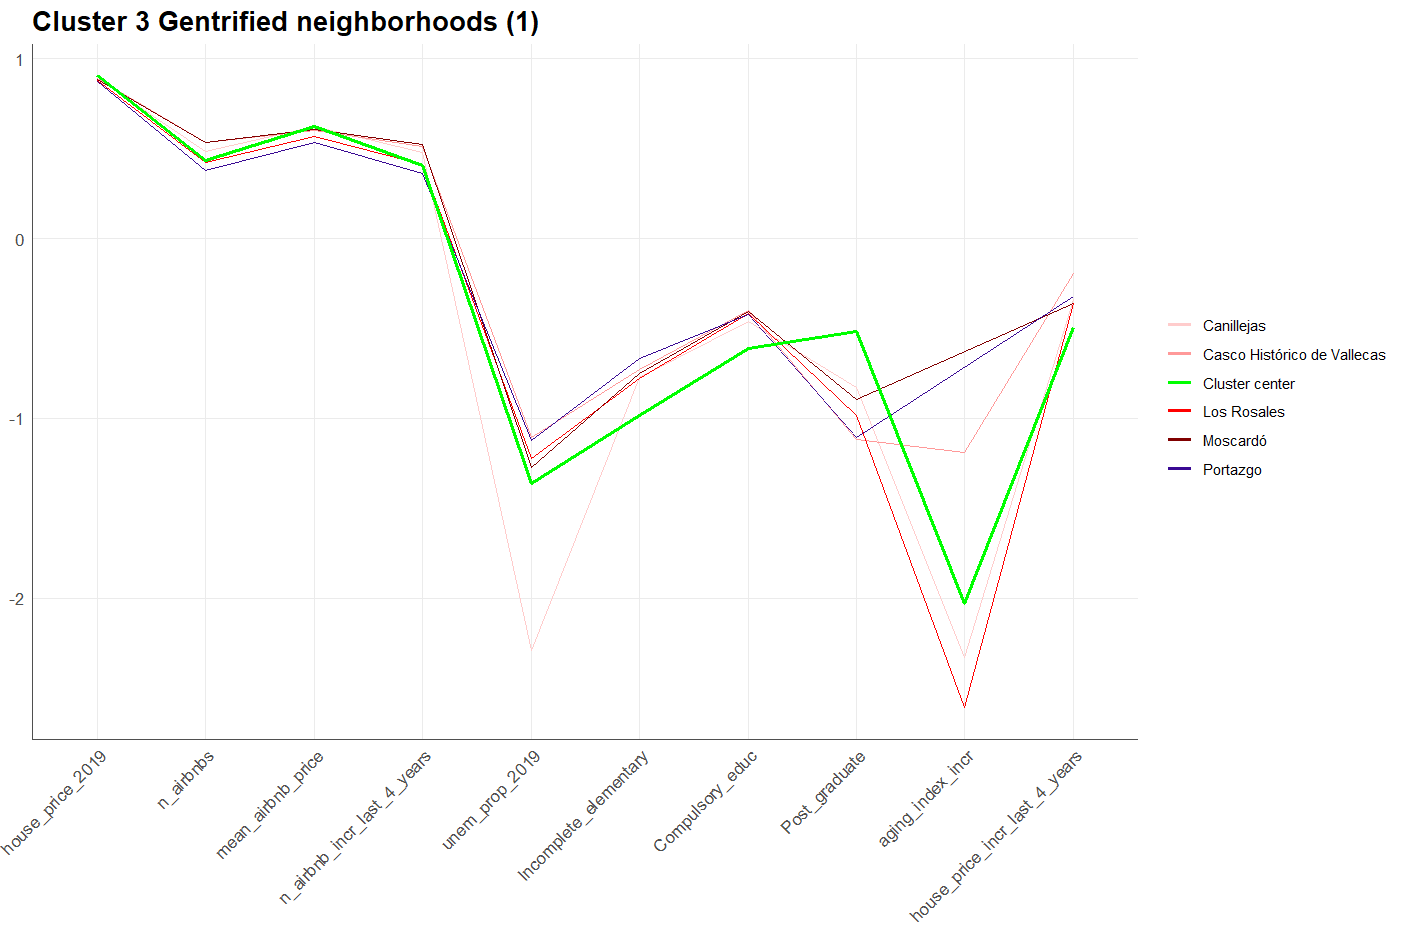 Cluster 3 Gentrified neighborhoods (1)
1
0
-1
-2
house_price_2019
n_airbnbs
mean_airbnb_price
n_airbnb_incr_last_4_years
unem_prop_2019
Incomplete_elementary
Compulsory_educ
Post_graduate
aging_index_incr
house_price_incr_last_4_years
Canillejas
Casco Histórico de Vallecas
Cluster center
Los Rosales
Moscardó
Portazgo